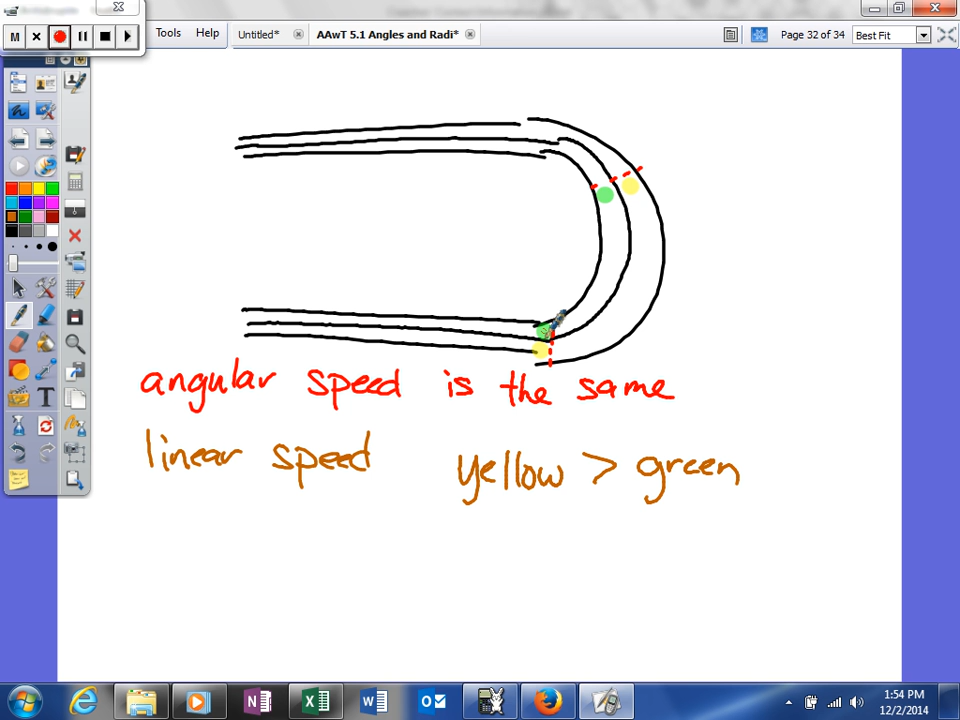 Tools Help Untitled* AAwT 5.1 Angles and Radi* Page 32 of 34 Best Fit
angular speed is the same
linear speed yellow > green
1:54 PM
12/2/2014